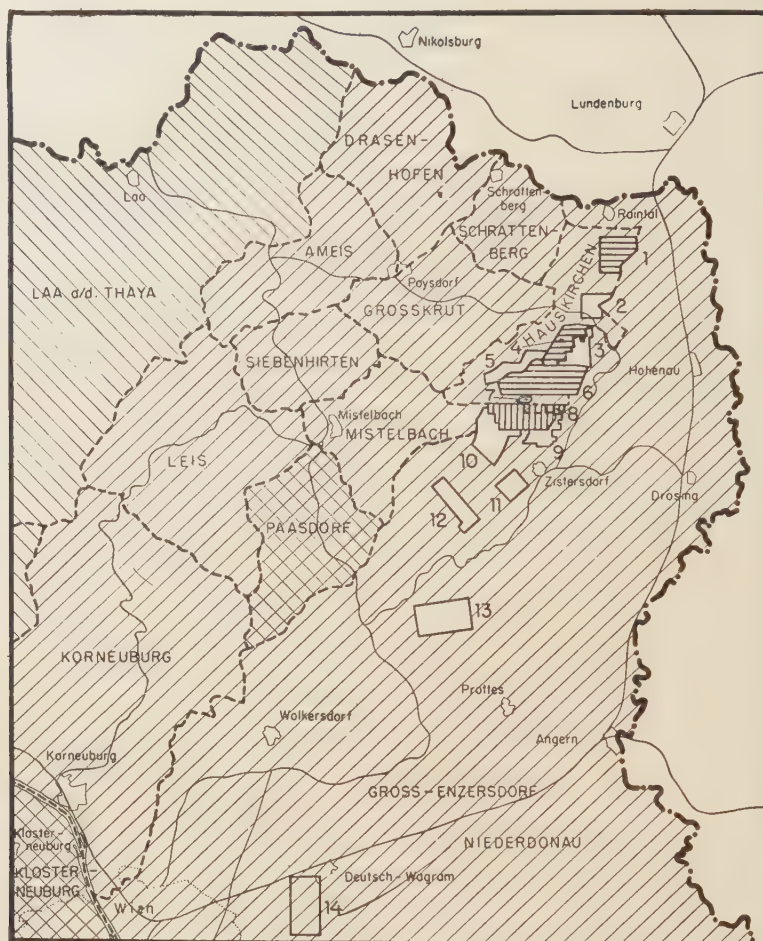 Nikolsburg
Lundenburg
DRASEN-
HOFEN
Laa
Schratten-
berg
Raintal
SCHRATTEN-
BERG
1
AMEIS
HAUSKIRCHEN
Poysdorf
LAA a/d. THAYA
GROSSKRUT
2
3
SIEBENHIRTEN
5
Hohenau
6
Mistelbach
MISTELBACH
8
9
LEIS
10
Zistersdorf
PAASDORF
11
Drösing
12
13
KORNEUBURG
Prottes
Wolkersdorf
Angern
Korneuburg
GROSS-ENZERSDORF
Kloster-
neuburg
NIEDERDONAU
KLOSTER-
NEUBURG
Deutsch-Wagram
Wien
14